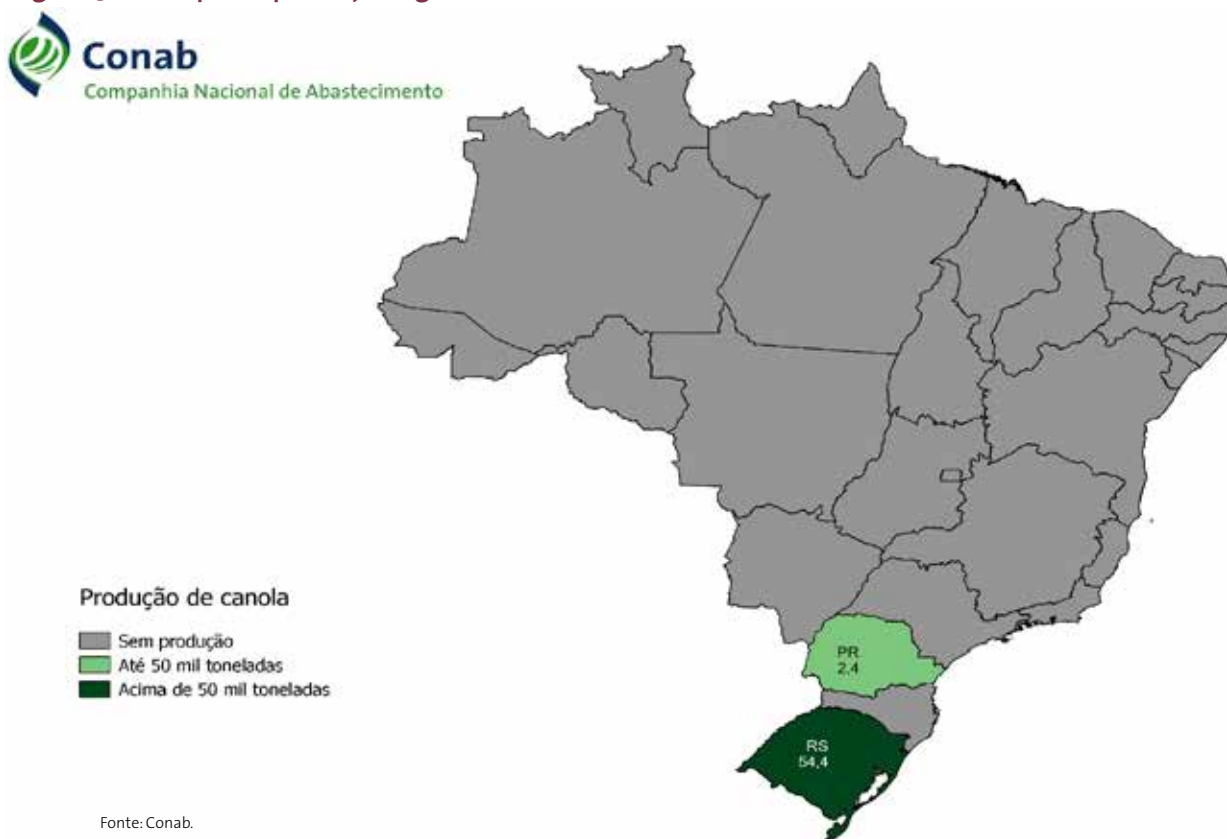 Conab
Companhia Nacional de Abastecimento
Produção de canola
Sem produção
Até 50 mil toneladas
Acima de 50 mil toneladas
PR
2,4
RS
54,4
Fonte: Conab.